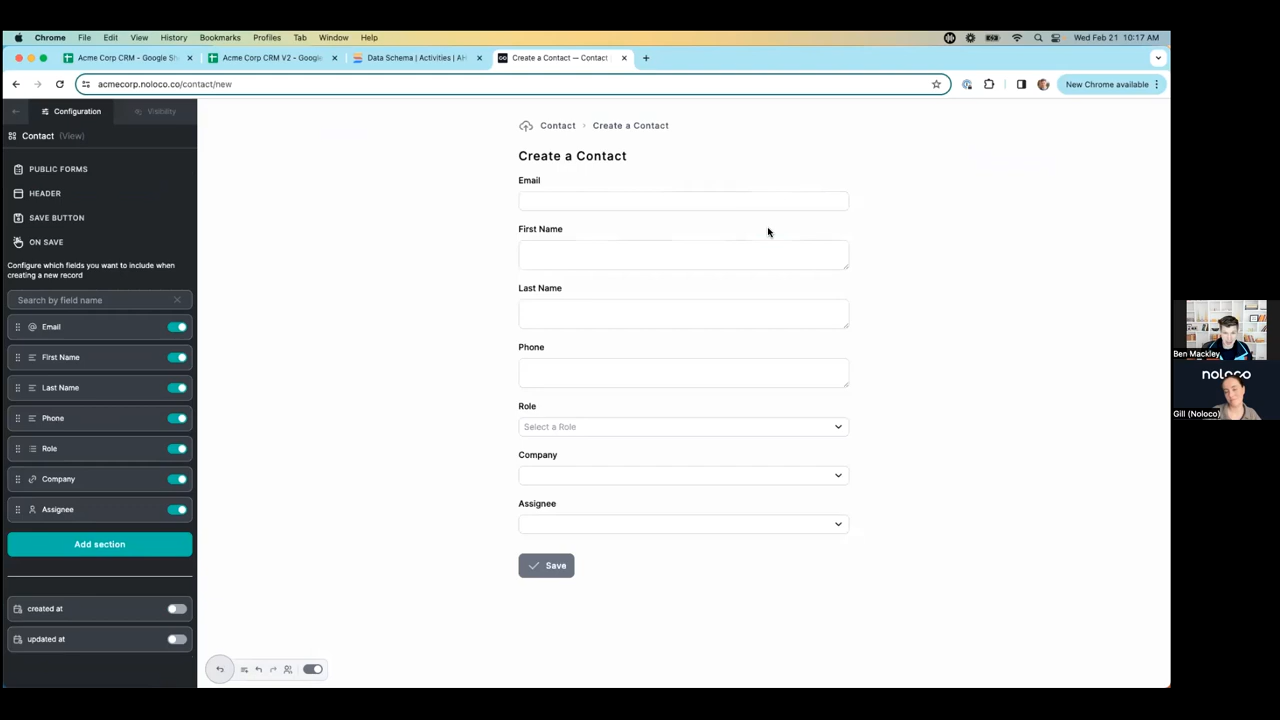 Chrome File Edit View History Bookmarks Profiles Tab Window Help Wed Feb 21 10:17 AM
Acme Corp CRM - Google Sh Acme Corp CRM V2 - Google Data Schema | Activities | AH Create a Contact — Contact
acmecorp.noloco.co/contact/new New Chrome available
Configuration Visibility
Contact (View)
PUBLIC FORMS
HEADER
SAVE BUTTON
ON SAVE
Configure which fields you want to include when
creating a new record
Search by field name
Email
First Name
Last Name
Phone
Role
Company
Assignee
Add section
created at
updated at
Contact › Create a Contact
Create a Contact
Email
First Name
Last Name
Phone
Role
Select a Role
Company
Assignee
Save
Ben Mackley
noloco
Gill (Noloco)